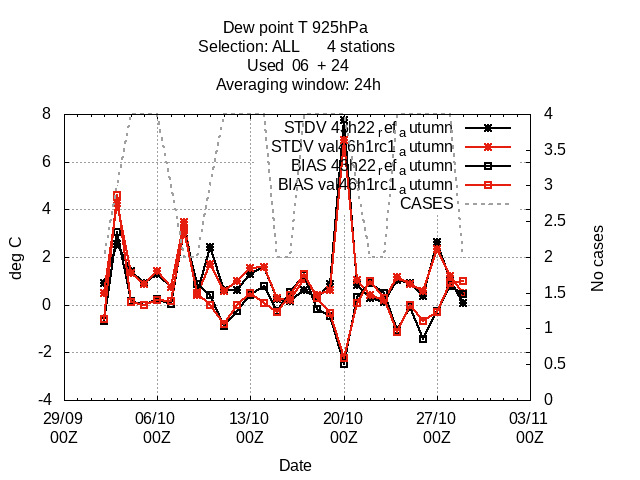 Dew point T 925hPa
Selection: ALL 4 stations
Used 06 + 24
Averaging window: 24h
STDV 43h22_ref_autumn
STDV val46h1rc1_autumn
BIAS 43h22_ref_autumn
BIAS val46h1rc1_autumn
CASES
8
6
4
2
0
-2
-4
deg C
4
3.5
3
2.5
2
1.5
1
0.5
0
No cases
29/09 06/10 13/10 20/10 27/10 03/11
00Z 00Z 00Z 00Z 00Z 00Z
Date